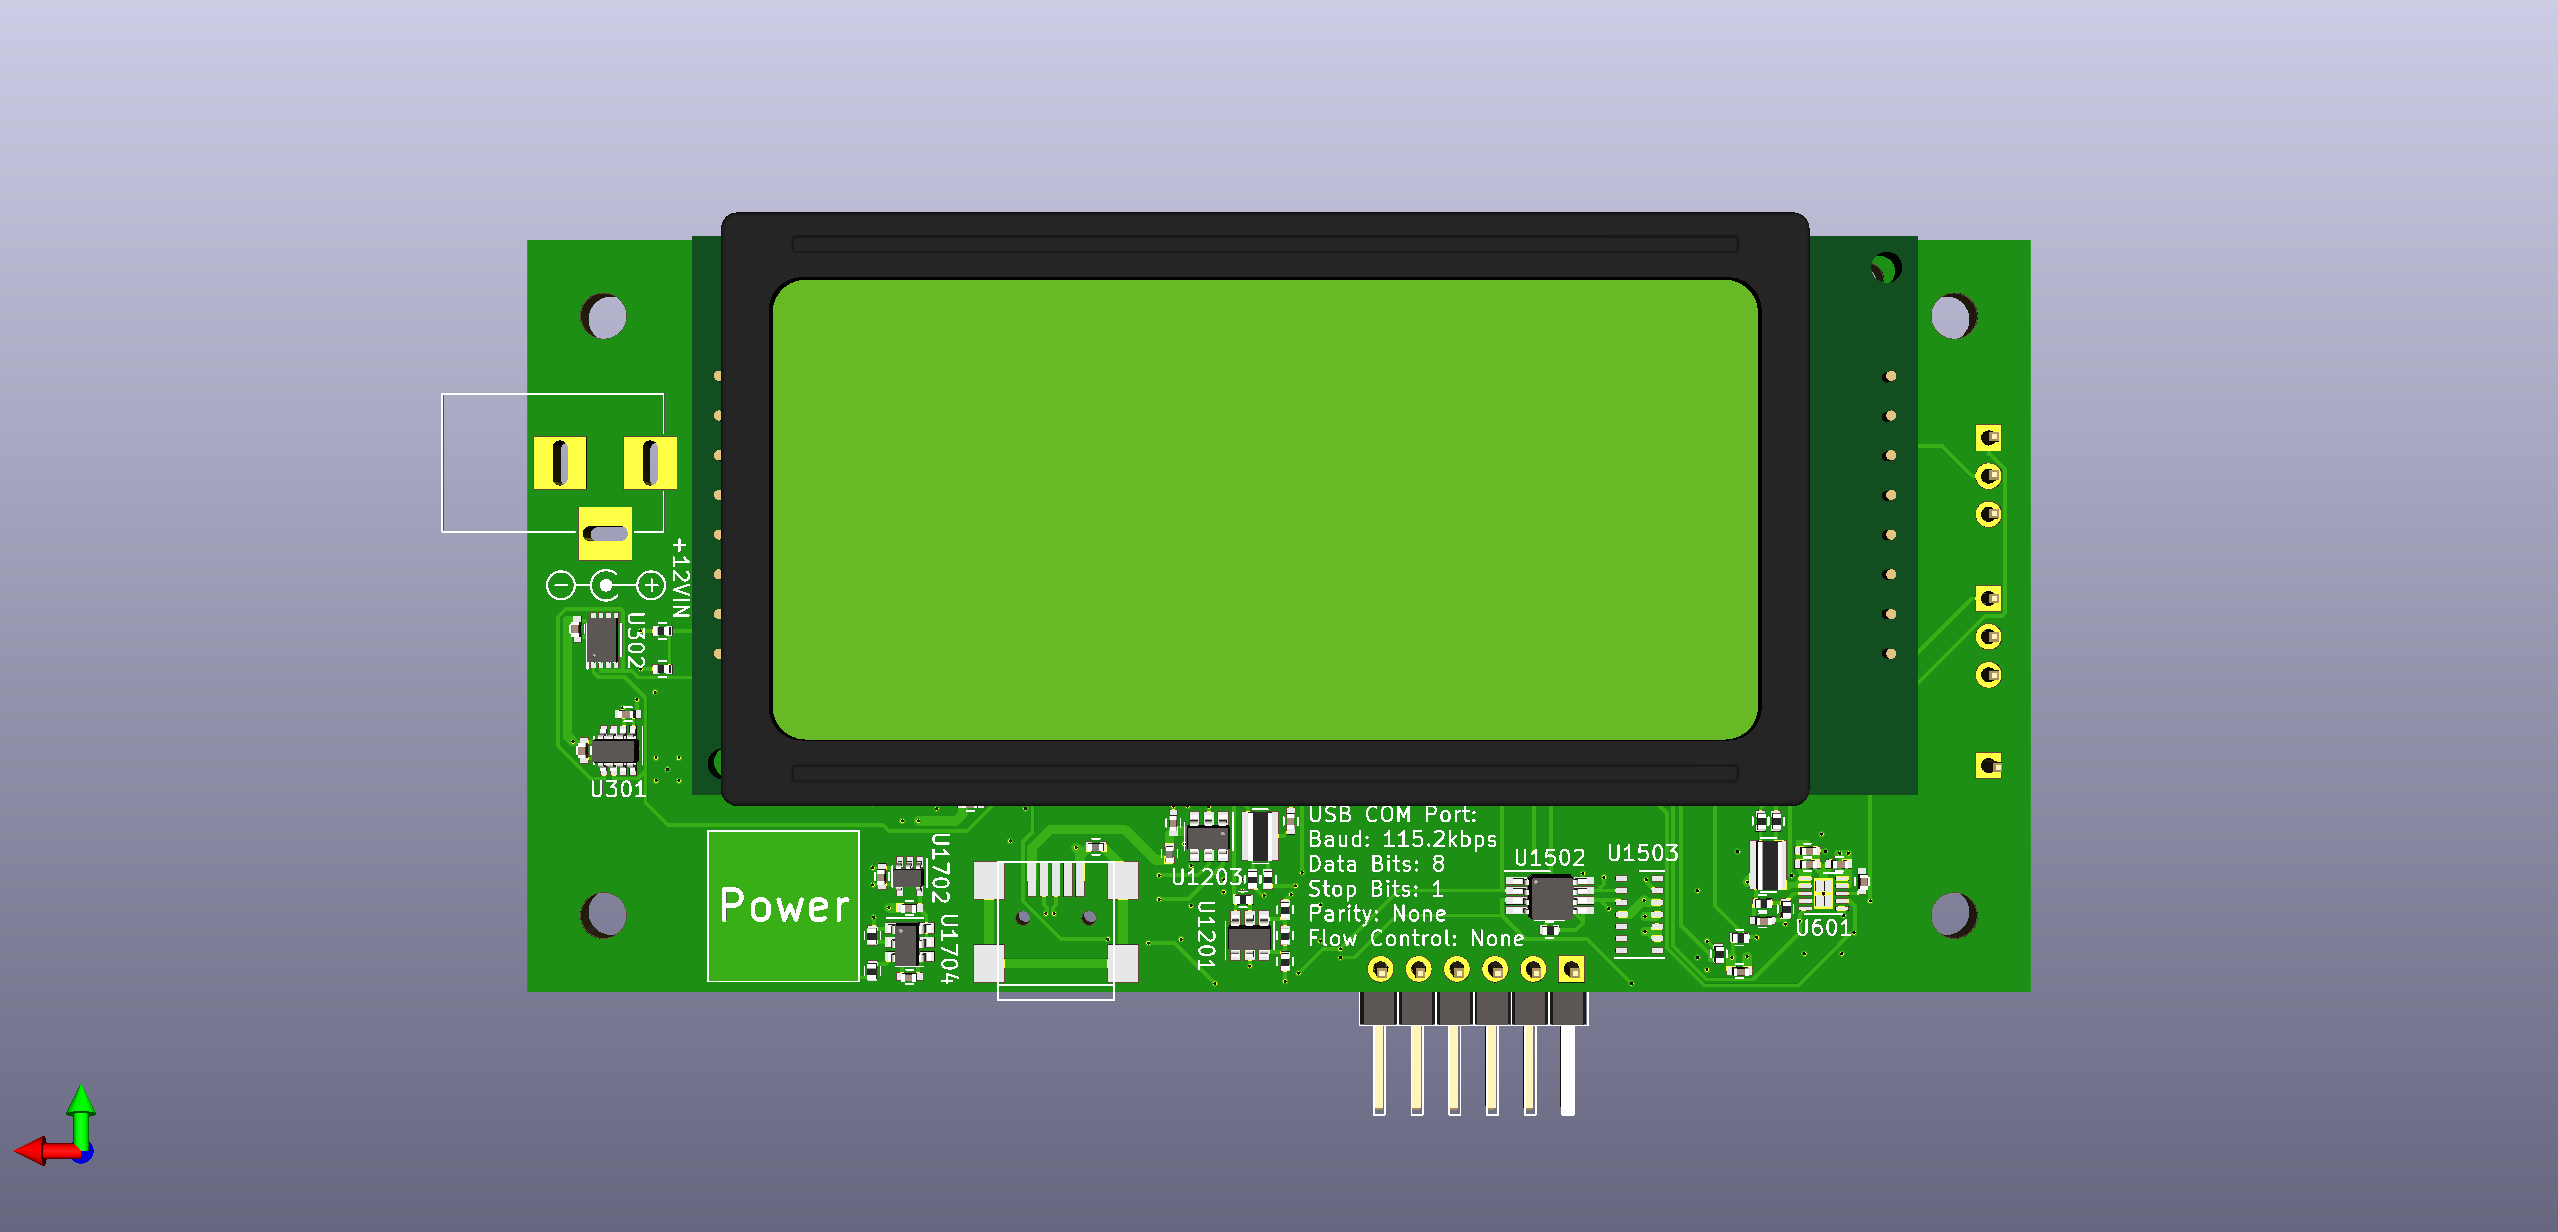 +12VIN
U302
U301
Power
U1702
U1704
U1203
U1201
USB COM Port:
Baud: 115.2kbps
Data Bits: 8
Stop Bits: 1
Parity: None
Flow Control: None
U1502
U1503
U601